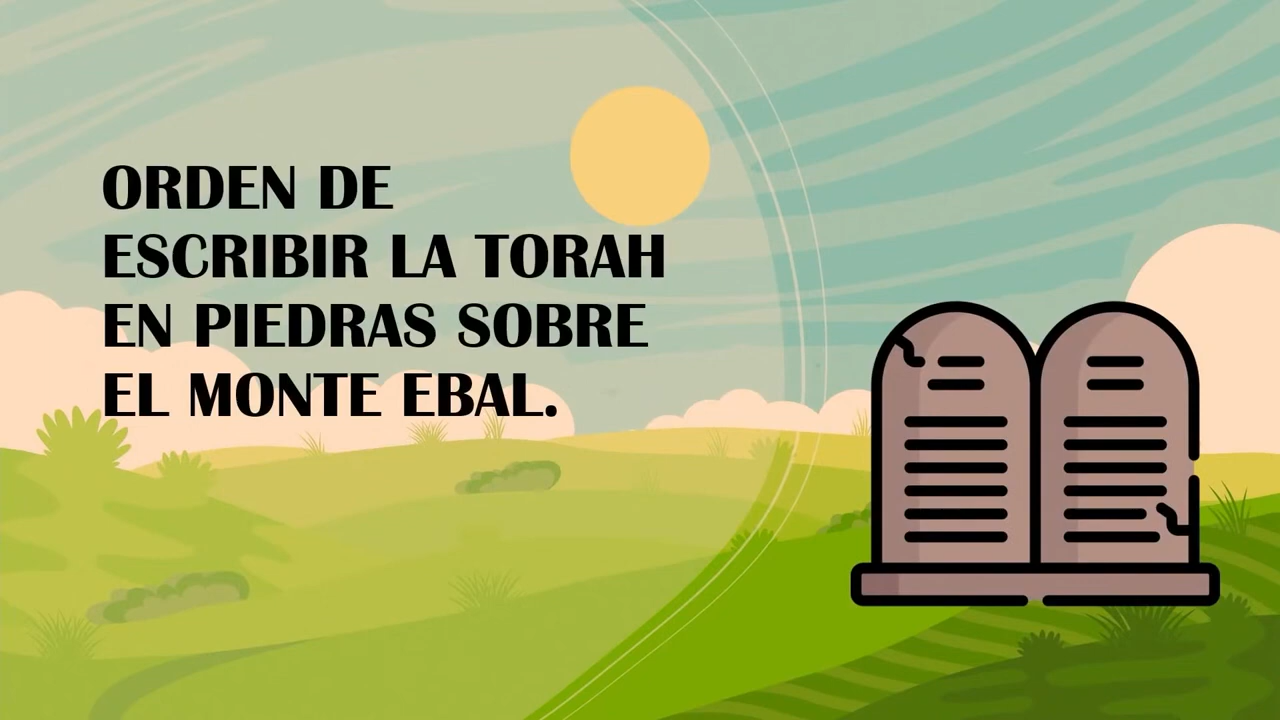 ORDEN DE
ESCRIBIR LA TORAH
EN PIEDRAS SOBRE
EL MONTE EBAL.